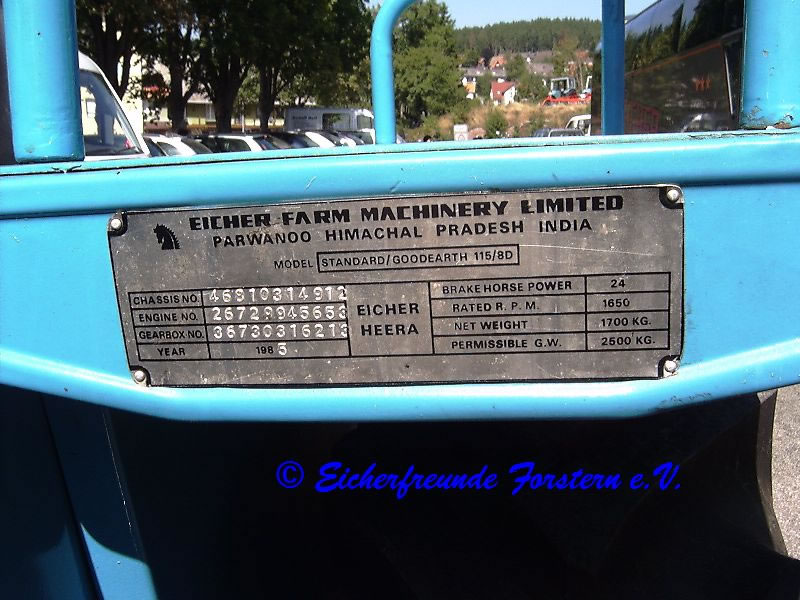 EICHER FARM MACHINERY LIMITED
PARWANOO HIMACHAL PRADESH INDIA
MODEL STANDARD/GOODEARTH 115/8D
CHASSIS NO. 46810314912
ENGINE NO. 26729945653
GEARBOX NO. 36730316213
YEAR 1985
EICHER
HEERA
BRAKE HORSE POWER 24
RATED R. P. M. 1650
NET WEIGHT 1700 KG.
PERMISSIBLE G.W. 2500 KG.
© Eicherfreunde Forstern e.V.